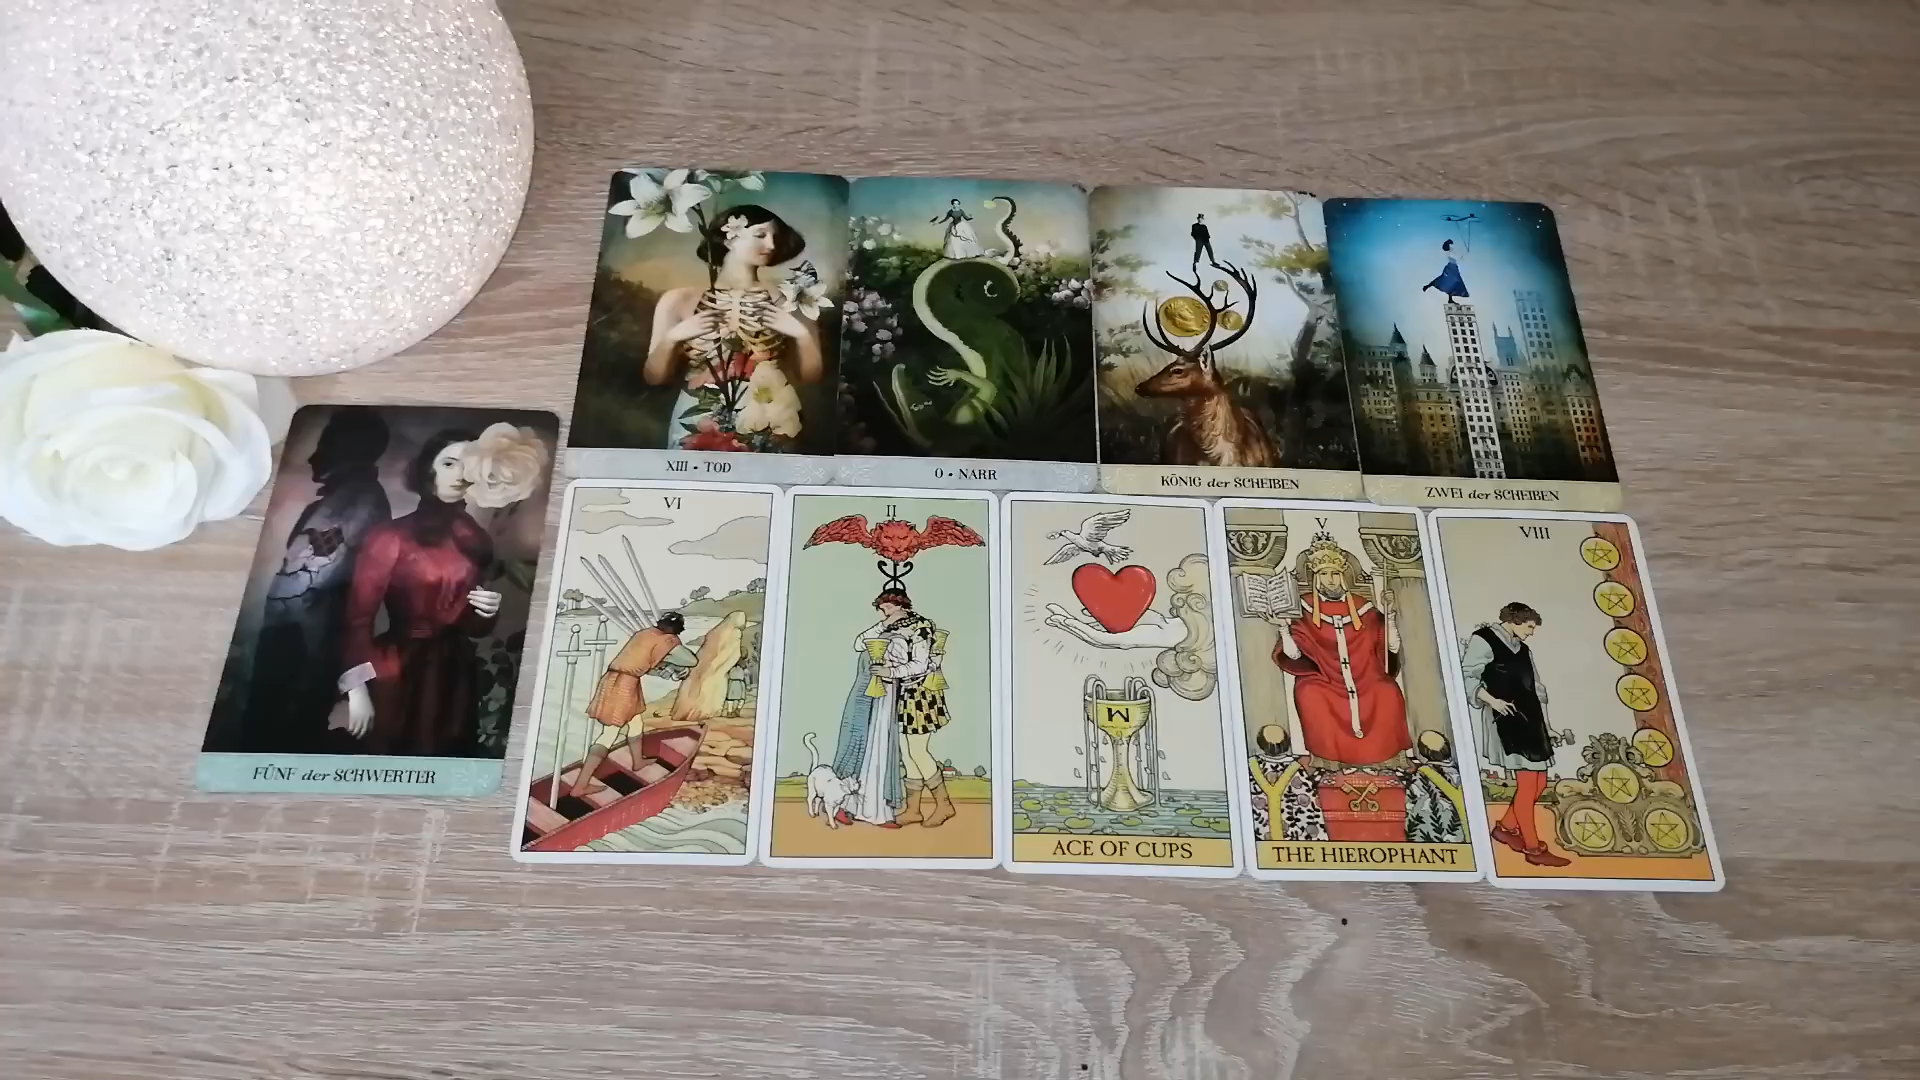 XIII • TOD
0 • NARR
KÖNIG der SCHEIBEN
ZWEI der SCHEIBEN
FÜNF der SCHWERTER
VI
II
M
ACE OF CUPS
V
THE HIEROPHANT
VIII